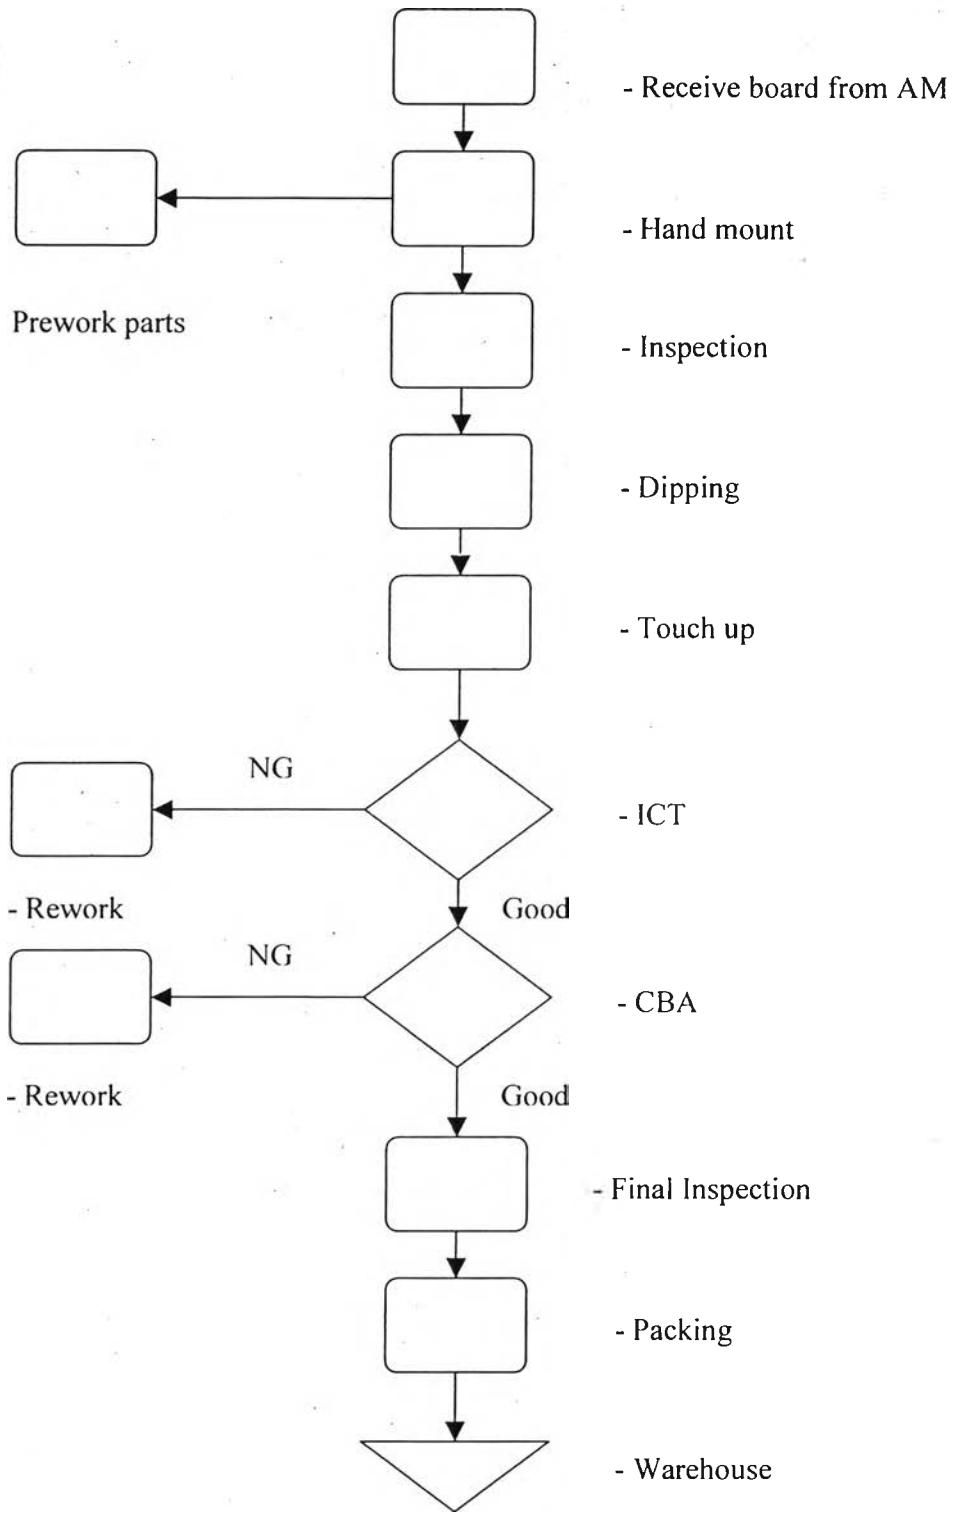 - Receive board from AM
- Hand mount
Prework parts
- Inspection
- Dipping
- Touch up
NG
- ICT
- Rework
Good
NG
- CBA
- Rework
Good
- Final Inspection
- Packing
- Warehouse